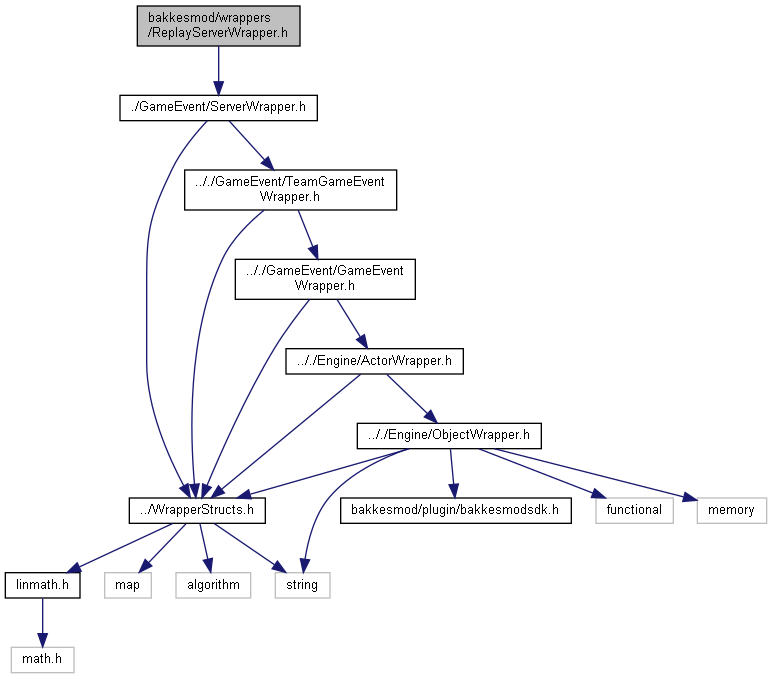 bakkesmod/wrappers
/ReplayServerWrapper.h
./GameEvent/ServerWrapper.h
.././GameEvent/TeamGameEvent
Wrapper.h
.././GameEvent/GameEvent
Wrapper.h
.././Engine/ActorWrapper.h
.././Engine/ObjectWrapper.h
../WrapperStructs.h
bakkesmod/plugin/bakkesmodsdk.h
functional
memory
linmath.h
map
algorithm
string
math.h